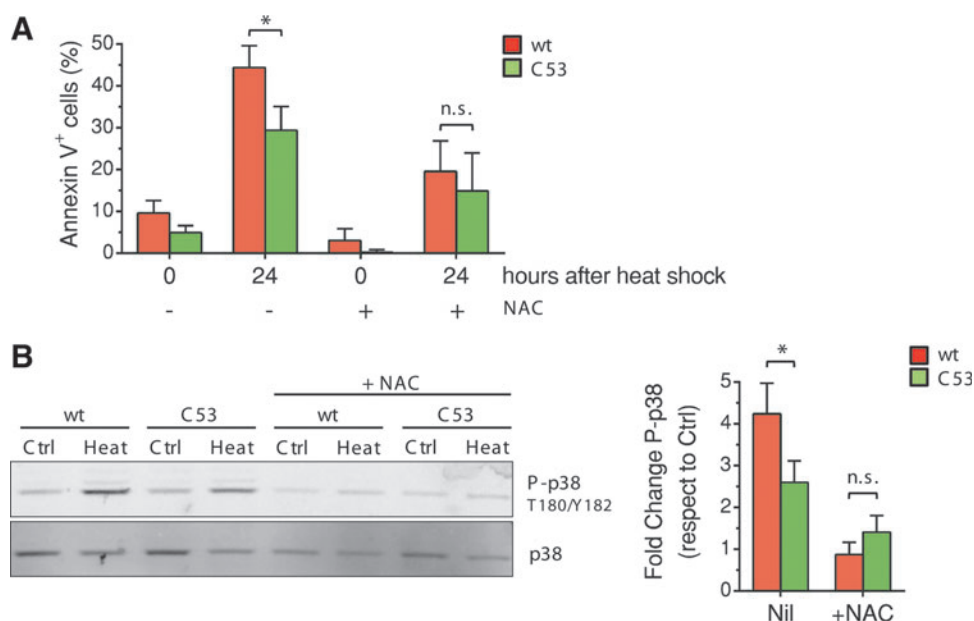 A
Annexin V+ cells (%)
50
40
30
20
10
0
*
n.s.
wt
C53
0 24 0 24 hours after heat shock
- - + + NAC
B
+ NAC
wt C53 wt C53
Ctrl Heat Ctrl Heat Ctrl Heat Ctrl Heat
P-p38
T180/Y182
p38
Fold Change P-p38
(respect to Ctrl)
5
4
3
2
1
0
*
n.s.
wt
C53
Nil +NAC